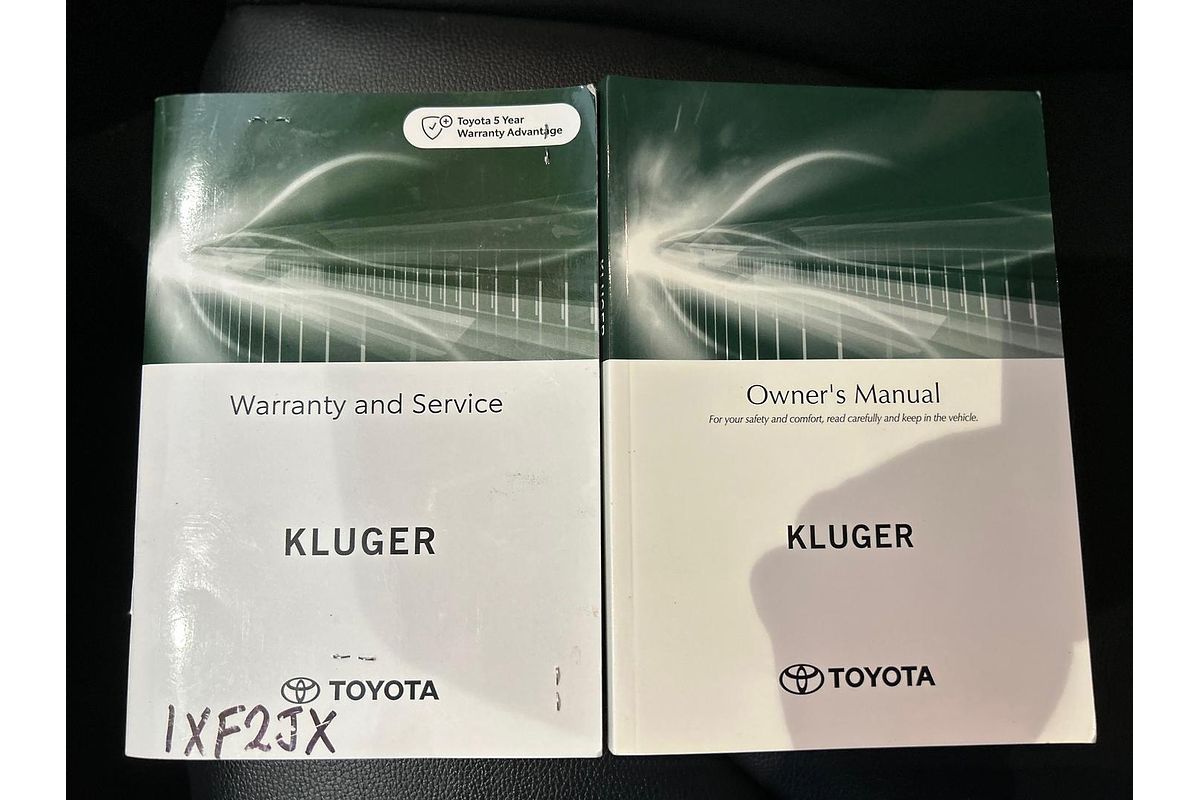 Toyota 5 Year
Warranty Advantage
Warranty and Service
KLUGER
TOYOTA
1XF2JX
Owner's Manual
For your safety and comfort, read carefully and keep in the vehicle.
KLUGER
TOYOTA